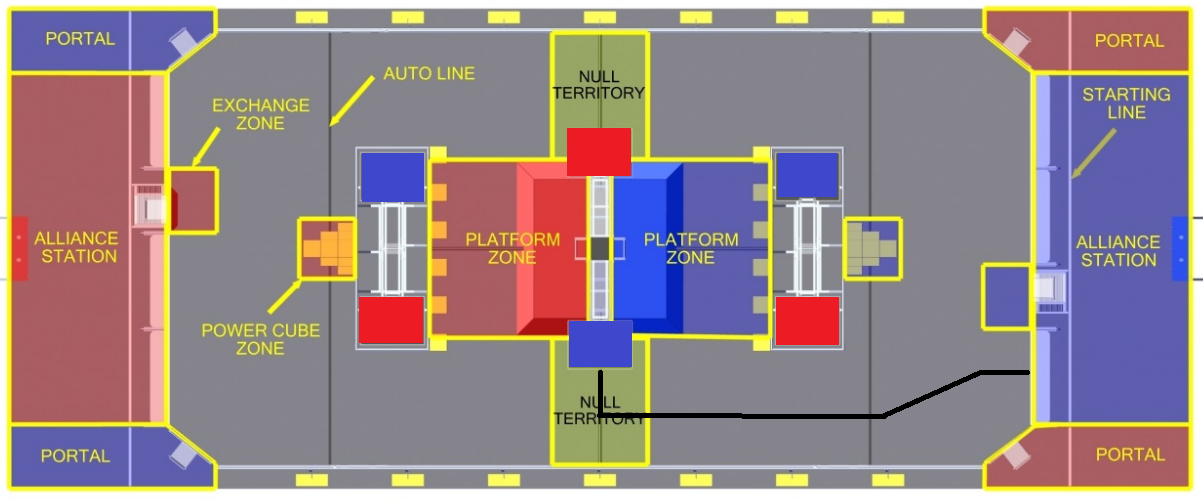 PORTAL
PORTAL
NULL
TERRITORY
AUTO LINE
EXCHANGE
ZONE
STARTING
LINE
ALLIANCE
STATION
PLATFORM
ZONE
PLATFORM
ZONE
ALLIANCE
STATION
POWER CUBE
ZONE
NULL
TERRITORY
PORTAL
PORTAL